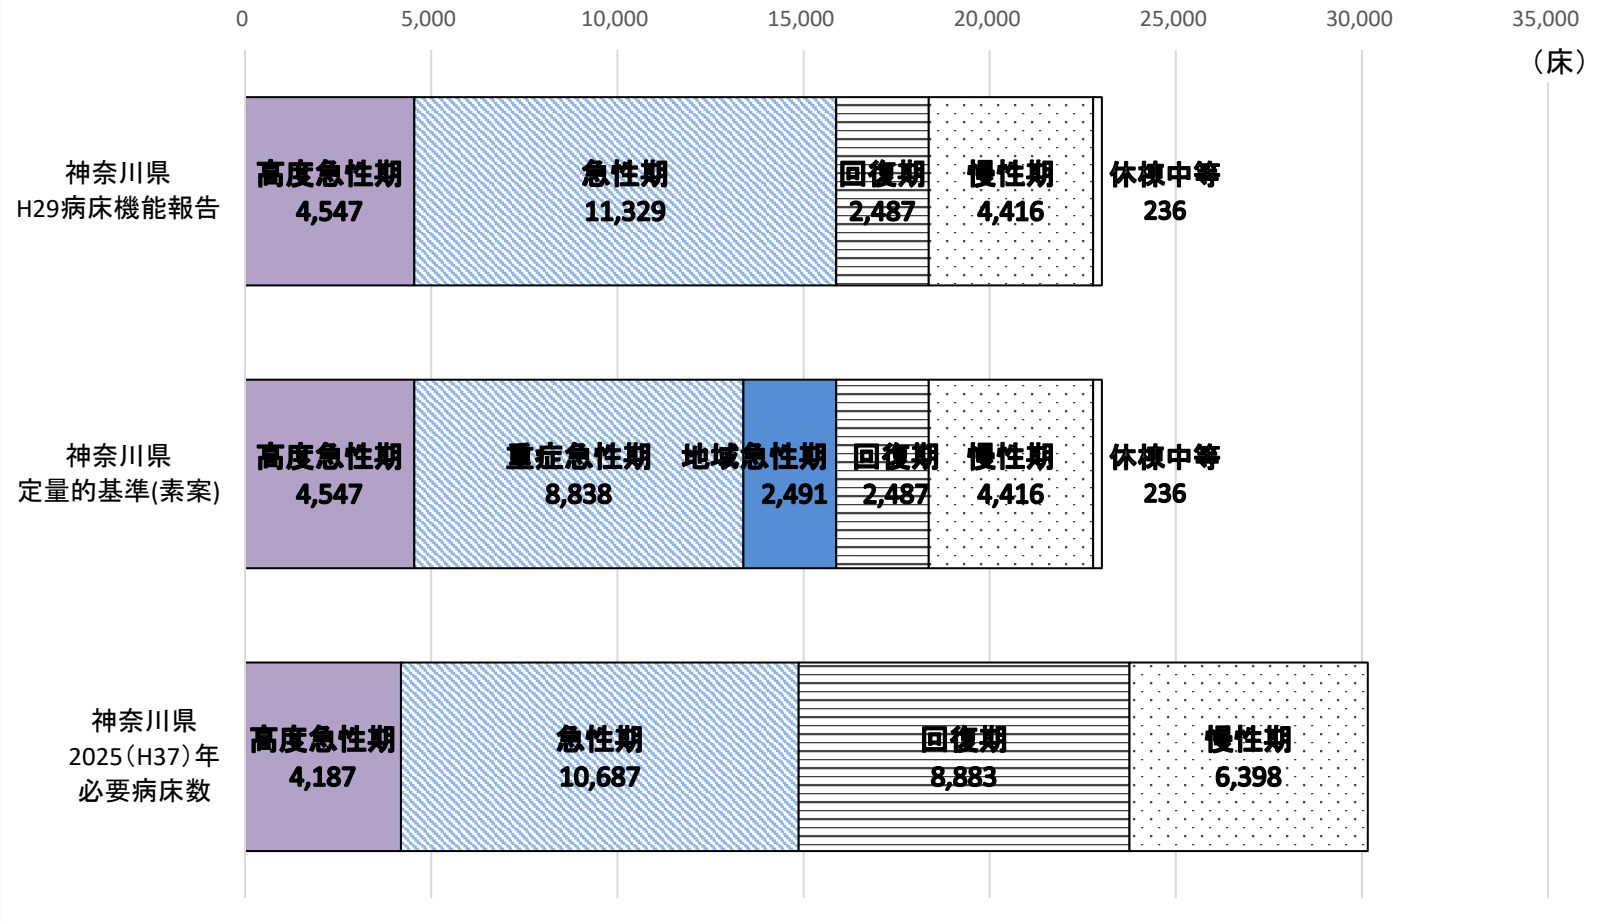 0 5,000 10,000 15,000 20,000 25,000 30,000 35,000
（床）
神奈川県
H29病床機能報告
高度急性期 急性期 回復期 慢性期 休棟中等
4,547 11,329 2,487 4,416 236
神奈川県
定量的基準(素案)
高度急性期 重症急性期 地域急性期 回復期 慢性期 休棟中等
4,547 8,838 2,491 2,487 4,416 236
神奈川県
2025（H37）年
必要病床数
高度急性期 急性期 回復期 慢性期
4,187 10,687 8,883 6,398